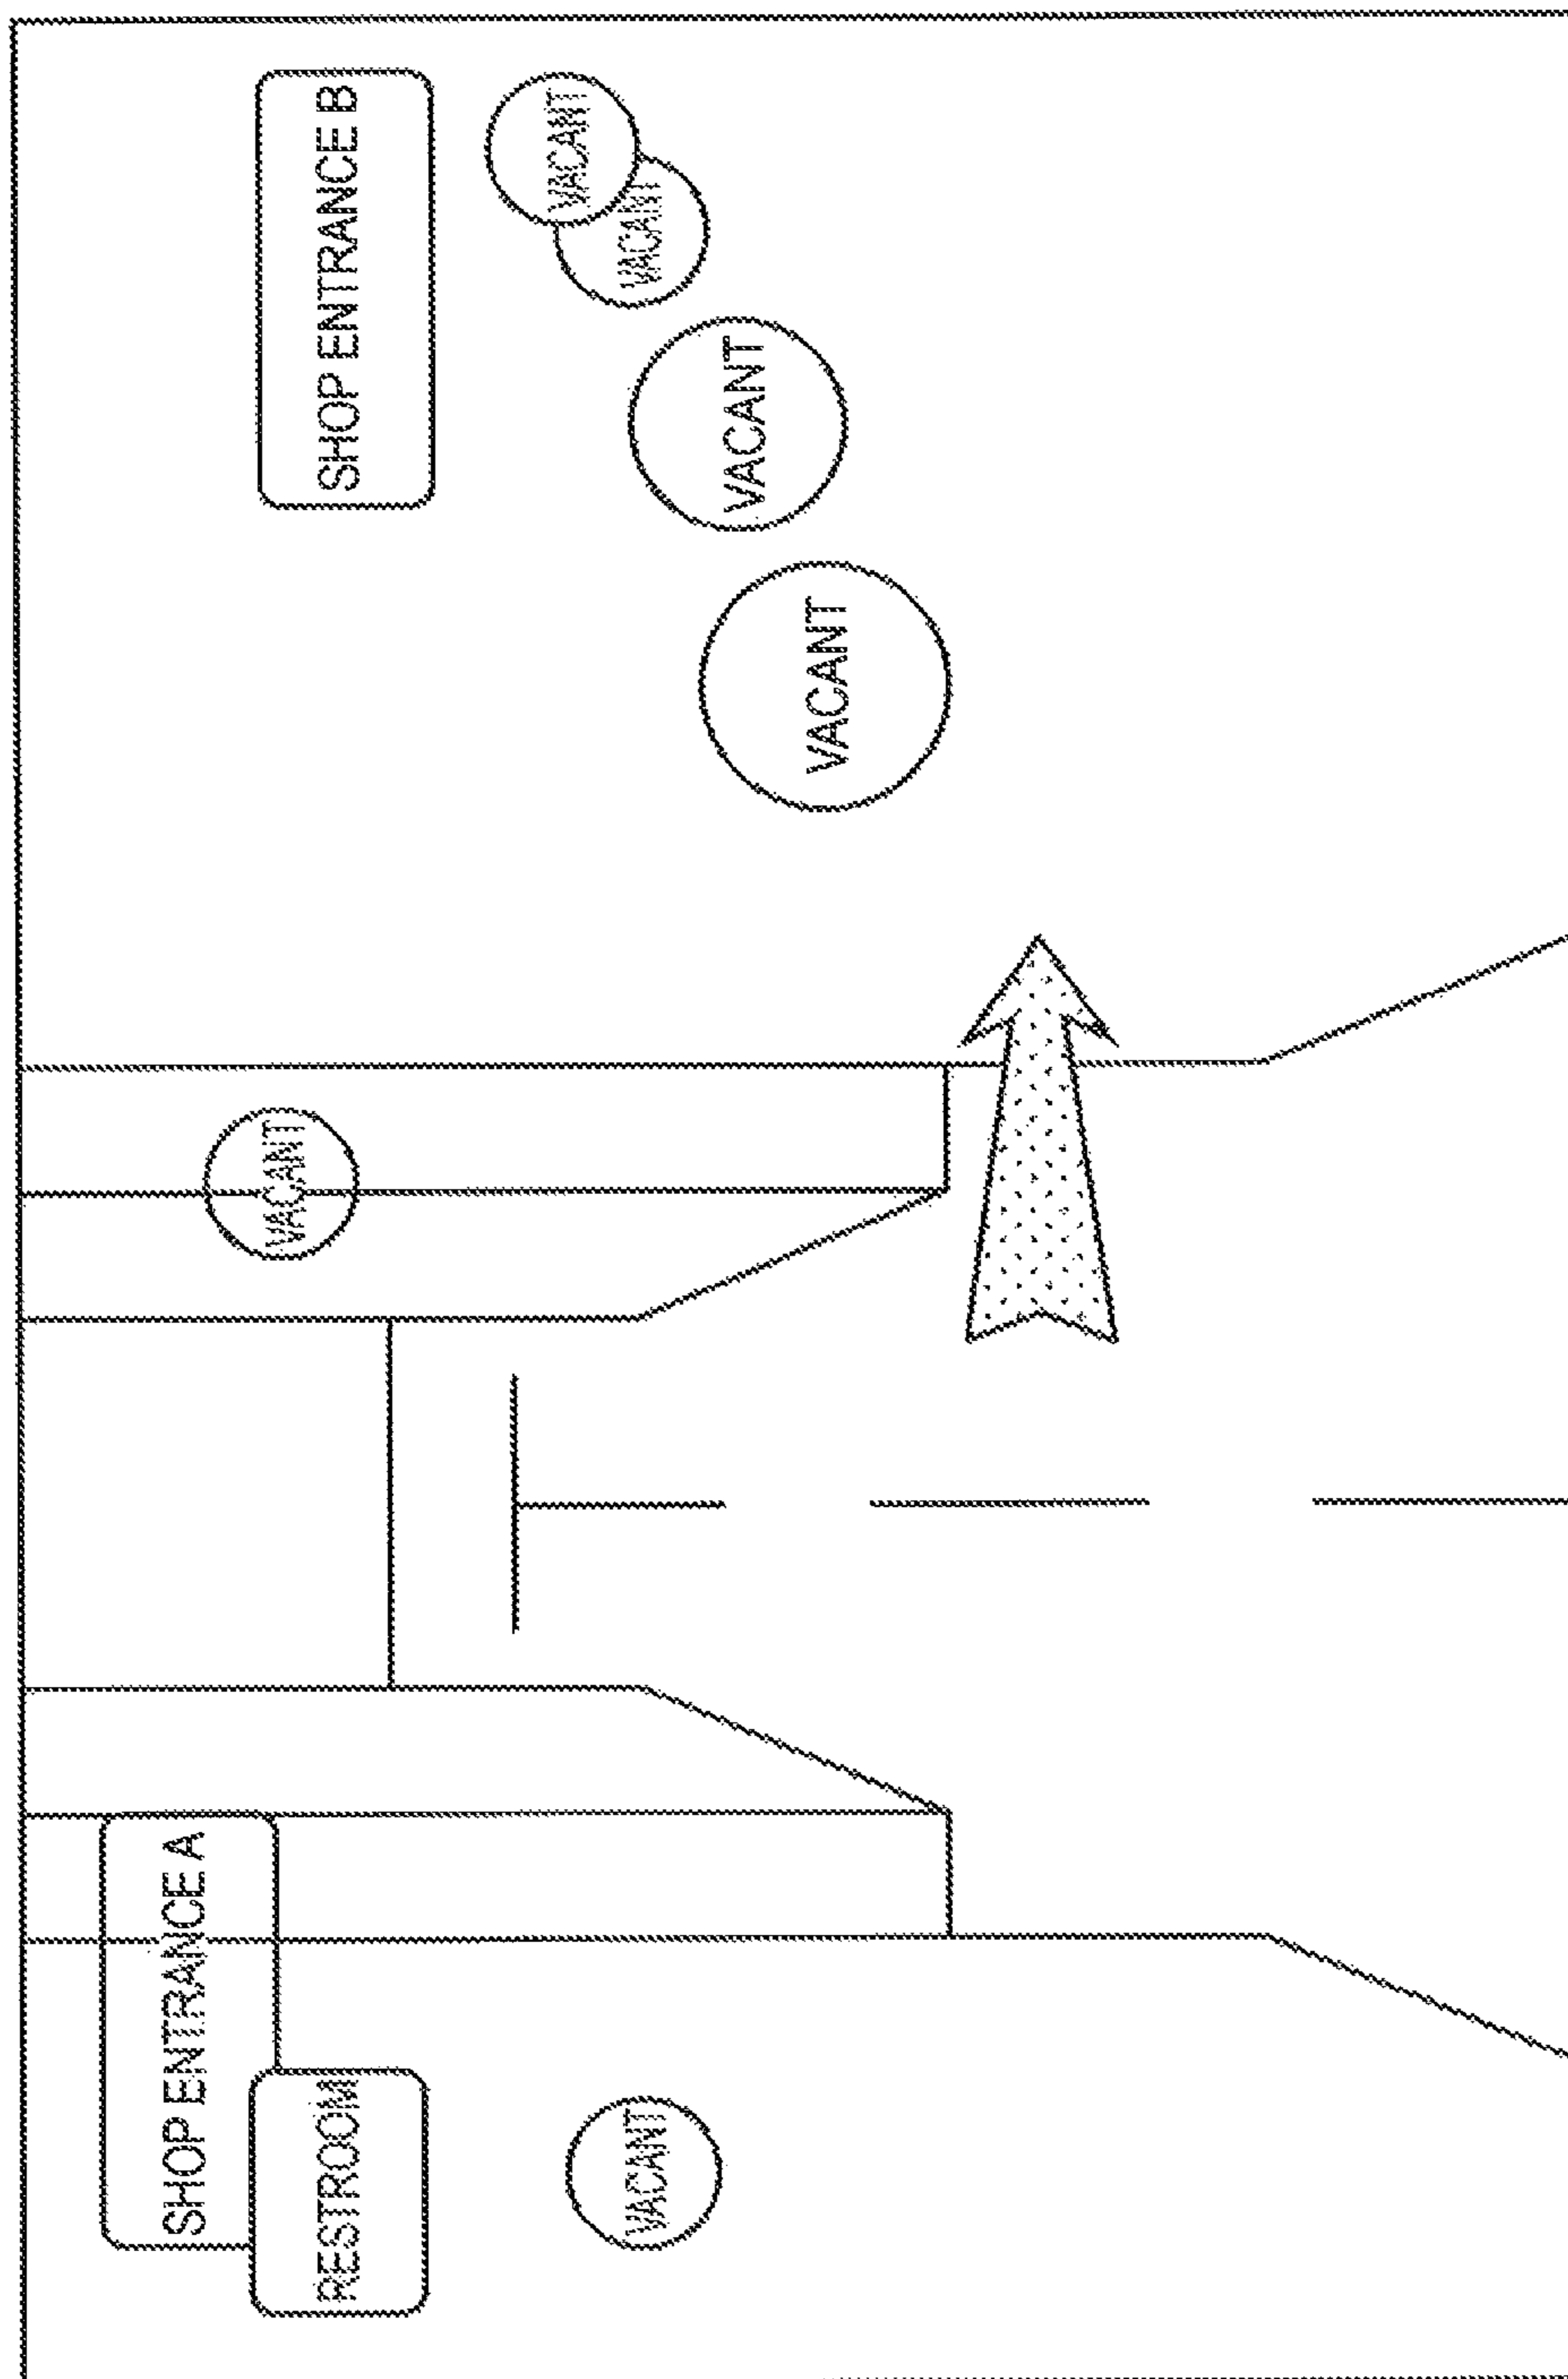 SHOP ENTRANCE A
RESTROOM
VACANT
VACANT
SHOP ENTRANCE B
VACANT
VACANT
VACANT
VACANT